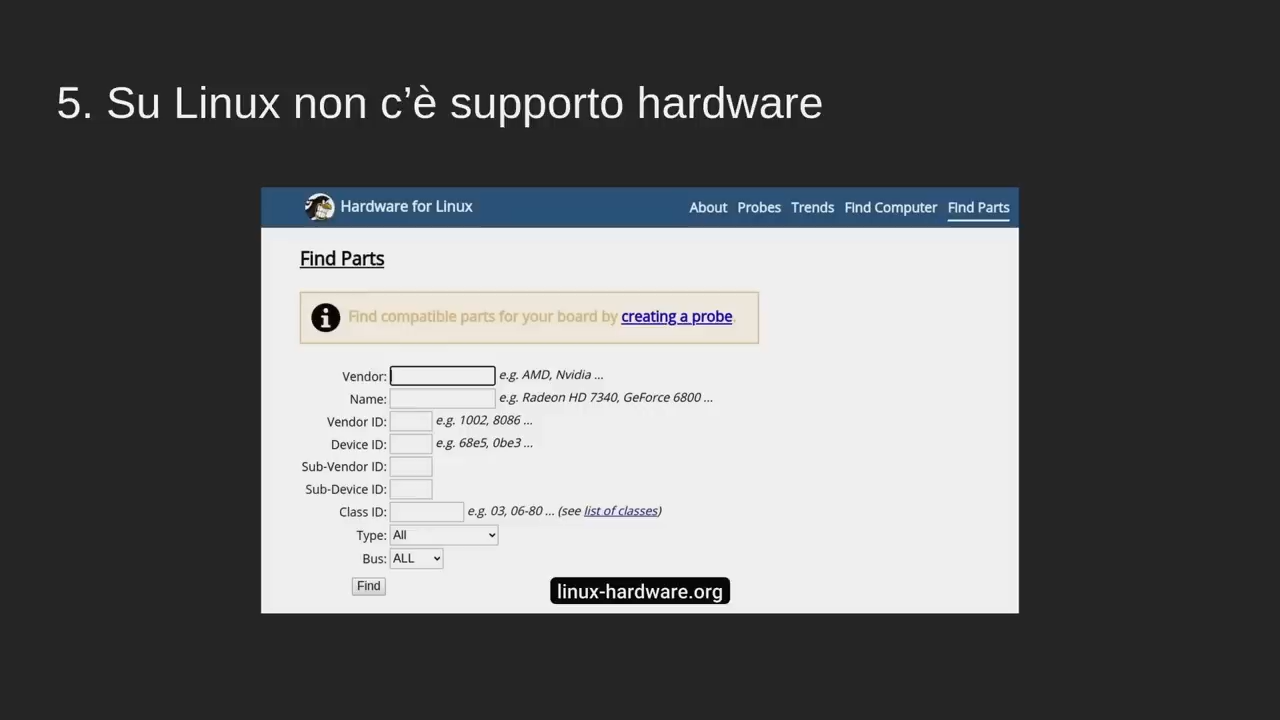 5. Su Linux non c’è supporto hardware
Hardware for Linux
About Probes Trends Find Computer Find Parts
Find Parts
Find compatible parts for your board by creating a probe.
Vendor: e.g. AMD, Nvidia ...
Name: e.g. Radeon HD 7340, GeForce 6800 ...
Vendor ID: e.g. 1002, 8086 ...
Device ID: e.g. 68e5, 0be3 ...
Sub-Vendor ID:
Sub-Device ID:
Class ID: e.g. 03, 06-80 ... (see list of classes)
Type: All
Bus: ALL
Find
linux-hardware.org